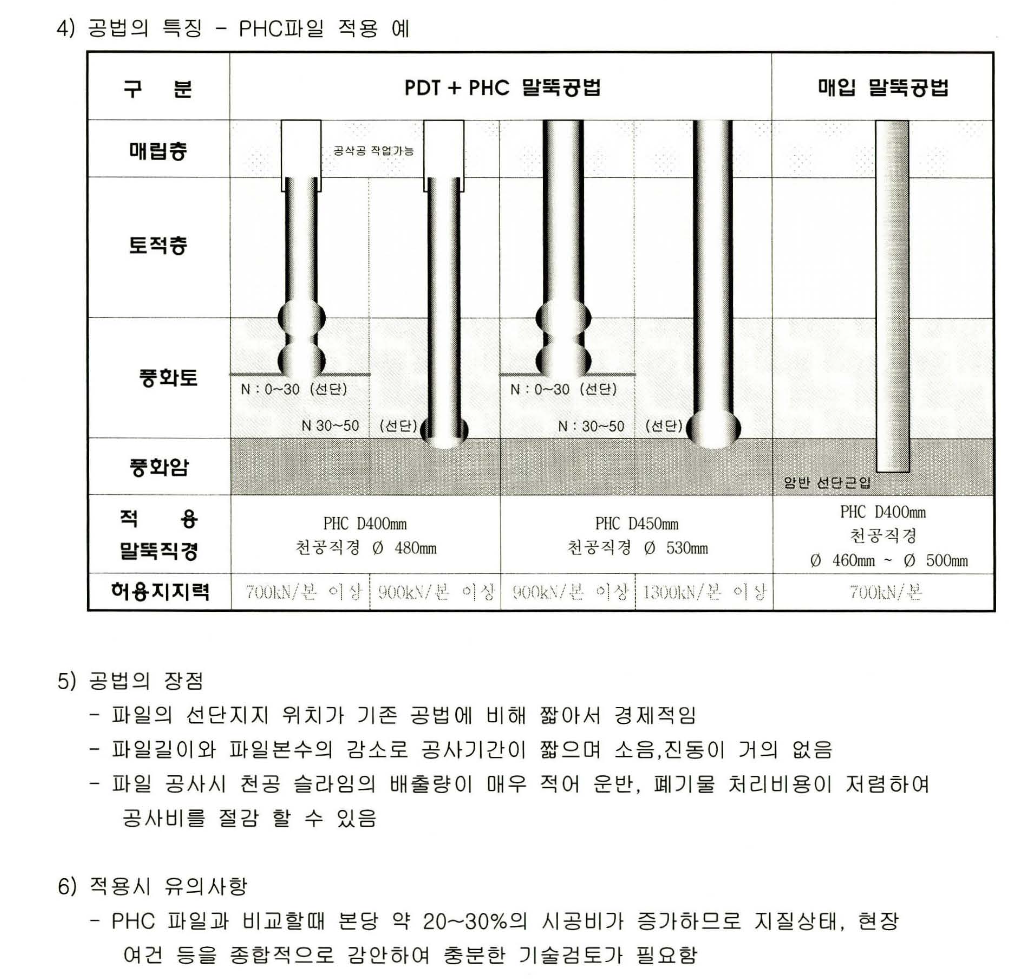 4) 공법의 특징 - PHC파일 적용 예
구 분
PDT + PHC 말뚝공법
매입 말뚝공법
매립층
공삭공 작업가능
토적층
풍화토
N : 0~30 (선단)
N : 0~30 (선단)
N 30~50 (선단)
N : 30~50 (선단)
풍화암
암반 선단근입
적 용
말뚝직경
PHC D400mm
천공직경 Ø 480mm
PHC D450mm
천공직경 Ø 530mm
PHC D400mm
천공직경
Ø 460mm ~ Ø 500mm
허용지지력
700kN/본 이상
900kN/본 이상
900kN/본 이상
1300kN/본 이상
700kN/본
5) 공법의 장점
- 파일의 선단지지 위치가 기존 공법에 비해 짧아서 경제적임
- 파일길이와 파일본수의 감소로 공사기간이 짧으며 소음,진동이 거의 없음
- 파일 공사시 천공 슬라임의 배출량이 매우 적어 운반, 폐기물 처리비용이 저렴하여
공사비를 절감 할 수 있음
6) 적용시 유의사항
- PHC 파일과 비교할때 본당 약 20~30%의 시공비가 증가하므로 지질상태, 현장
여건 등을 종합적으로 감안하여 충분한 기술검토가 필요함